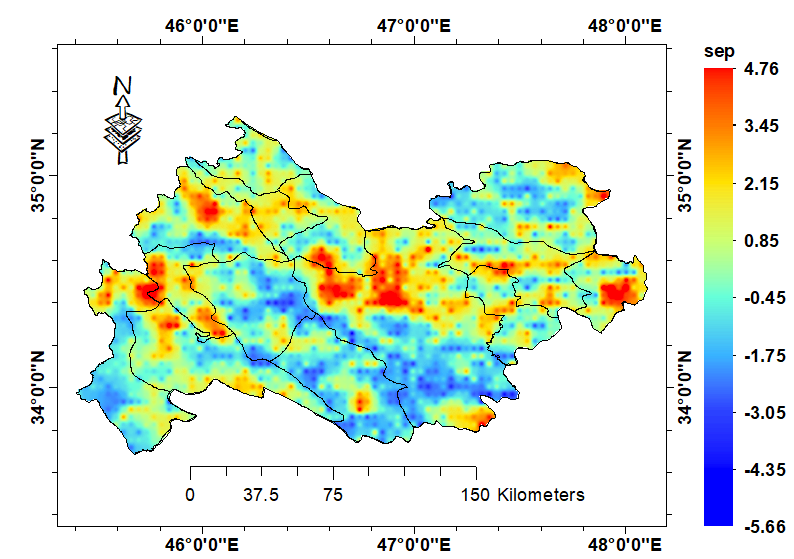 46°0'0"E 47°0'0"E 48°0'0"E
sep
N
4.76
3.45
2.15
0.85
-0.45
-1.75
-3.05
-4.35
-5.66
35°0'0"N 35°0'0"N
34°0'0"N 34°0'0"N
0 37.5 75 150 Kilometers
46°0'0"E 47°0'0"E 48°0'0"E